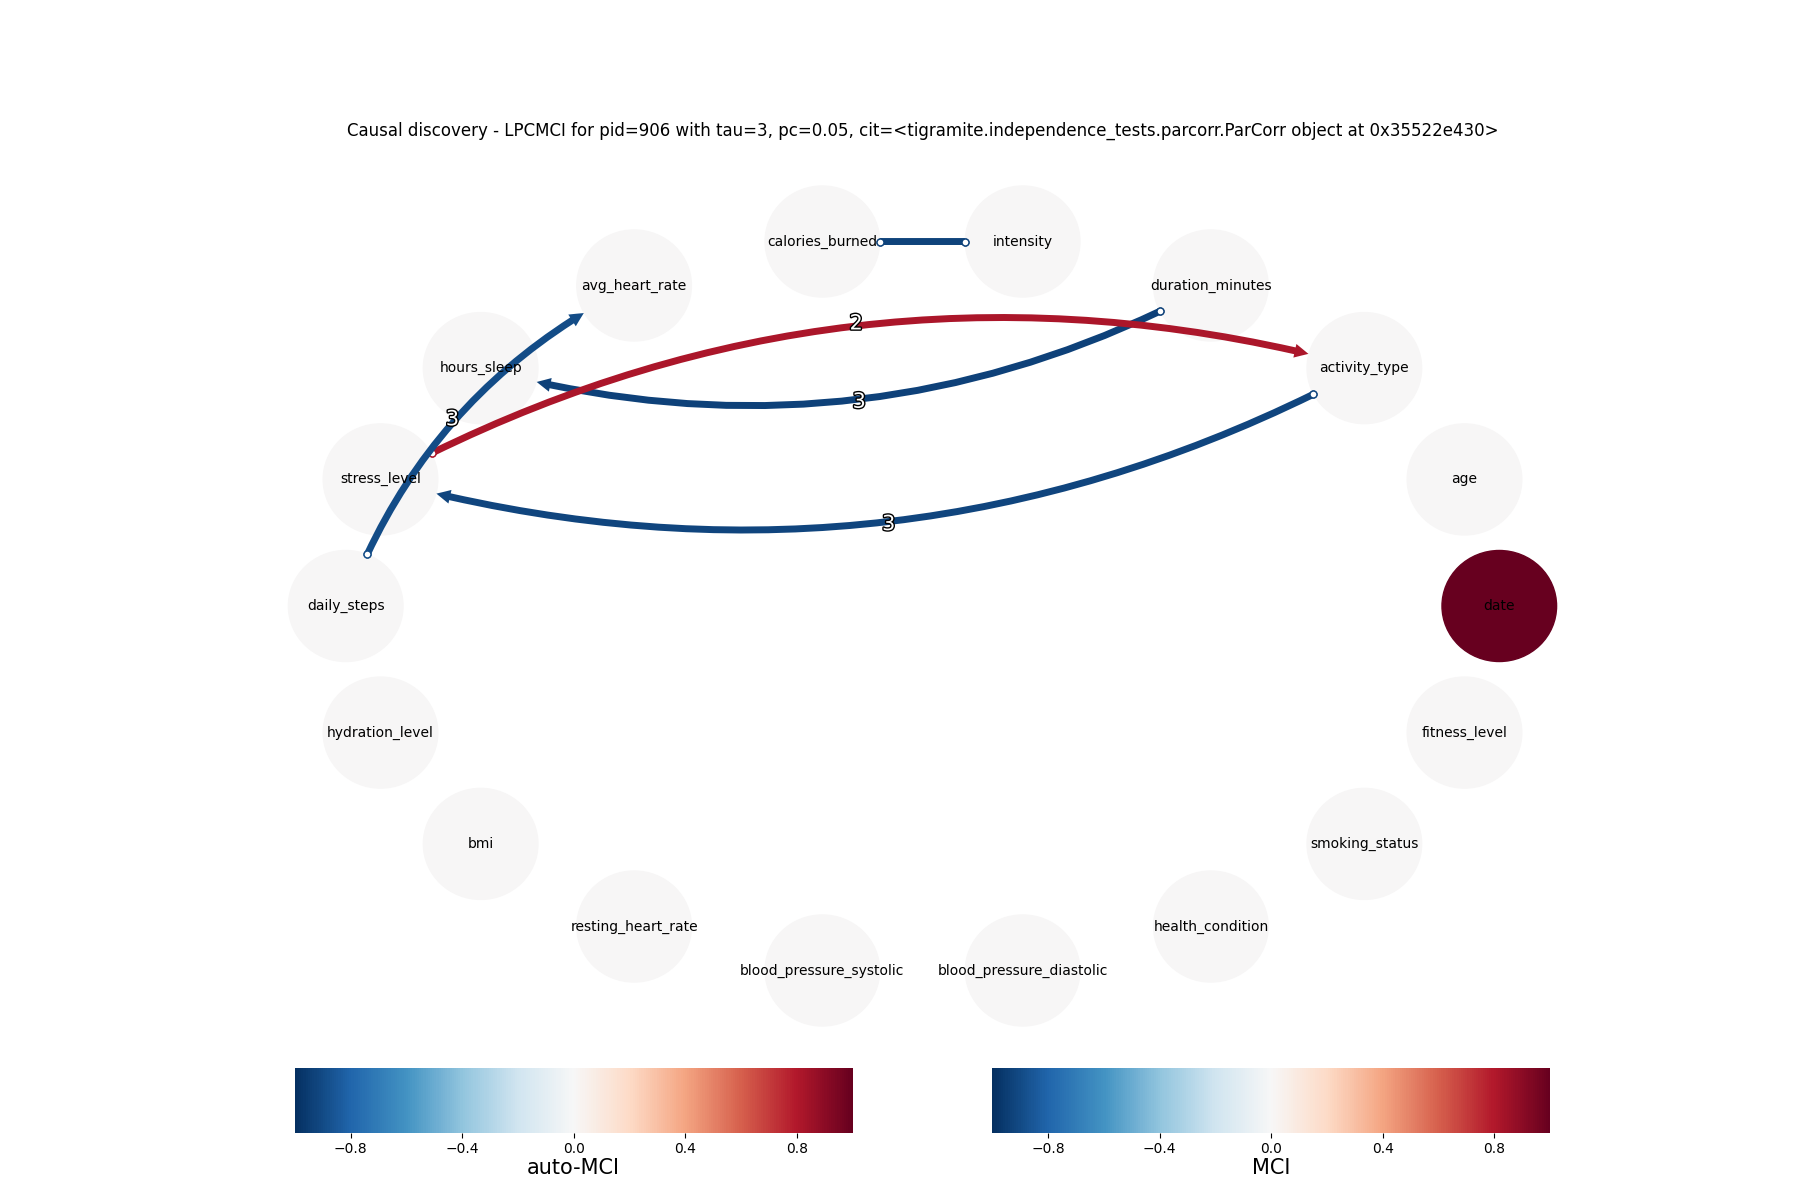 Causal discovery - LPCMCI for pid=906 with tau=3, pc=0.05, cit=<tigramite.independence_tests.parcorr.ParCorr object at 0x35522e430>
calories_burned intensity
avg_heart_rate duration_minutes
2
hours_sleep activity_type
3
3
stress_level age
3
daily_steps date
hydration_level fitness_level
bmi smoking_status
resting_heart_rate health_condition
blood_pressure_systolic blood_pressure_diastolic
−0.8 −0.4 0.0 0.4 0.8 −0.8 −0.4 0.0 0.4 0.8
auto-MCI MCI